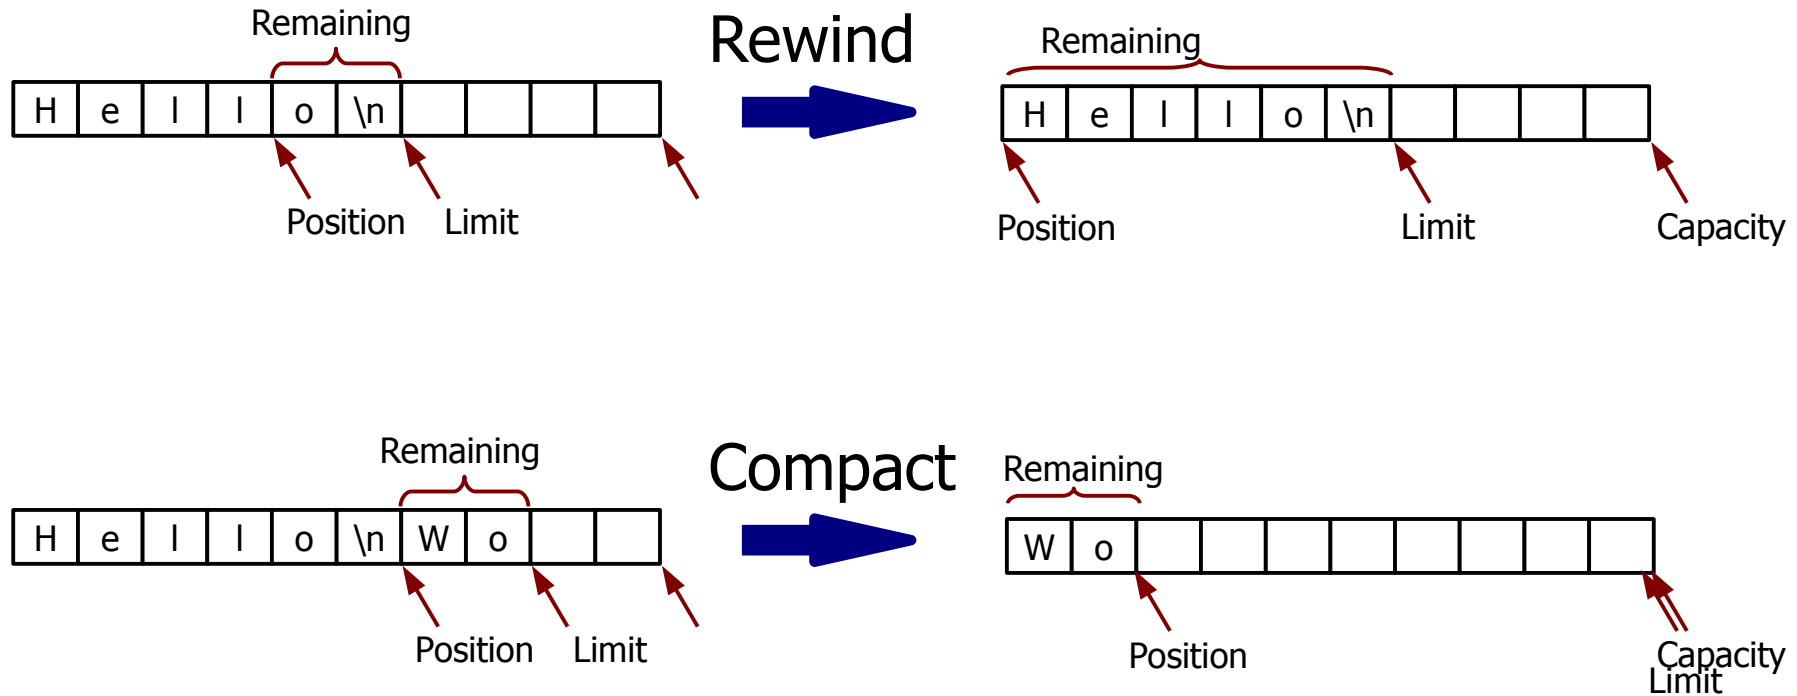 Remaining
Rewind
Remaining
H e l l o \n
H e l l o \n
Position Limit
Position Limit Capacity
Remaining
Compact
Remaining
H e l l o \n W o
W o
Position Limit
Position Capacity
Limit